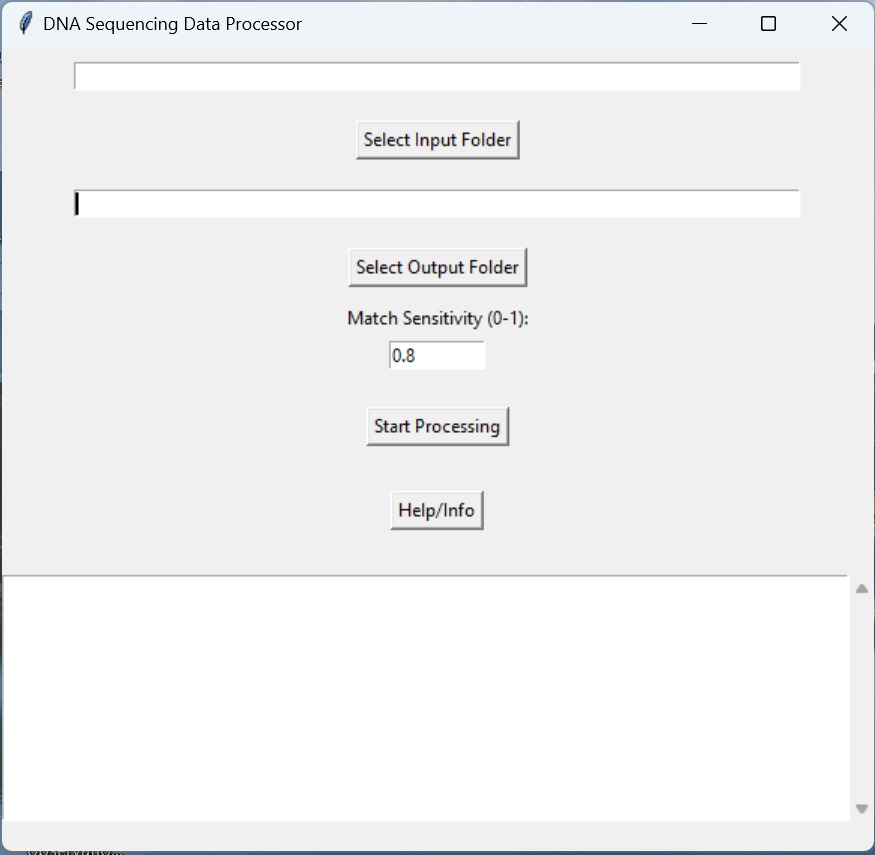 DNA Sequencing Data Processor
Select Input Folder
Select Output Folder
Match Sensitivity (0-1):
0.8
Start Processing
Help/Info